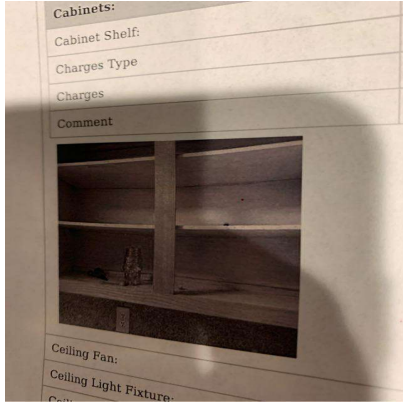 Cabinets:
Cabinet Shelf:
Charges Type
Charges
Comment
Ceiling Fan:
Ceiling Light Fixture: